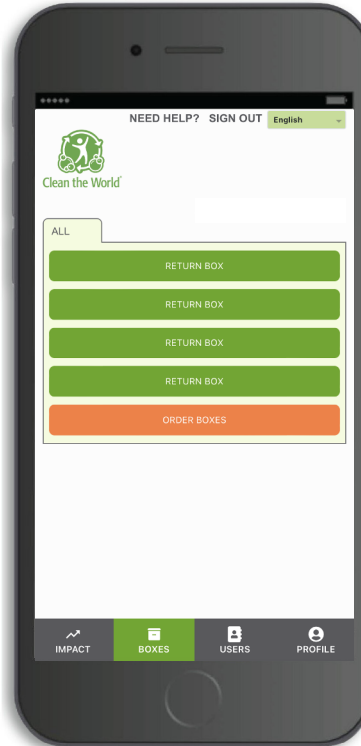 NEED HELP? SIGN OUT English
Clean the World
ALL
RETURN BOX
RETURN BOX
RETURN BOX
RETURN BOX
ORDER BOXES
IMPACT BOXES USERS PROFILE